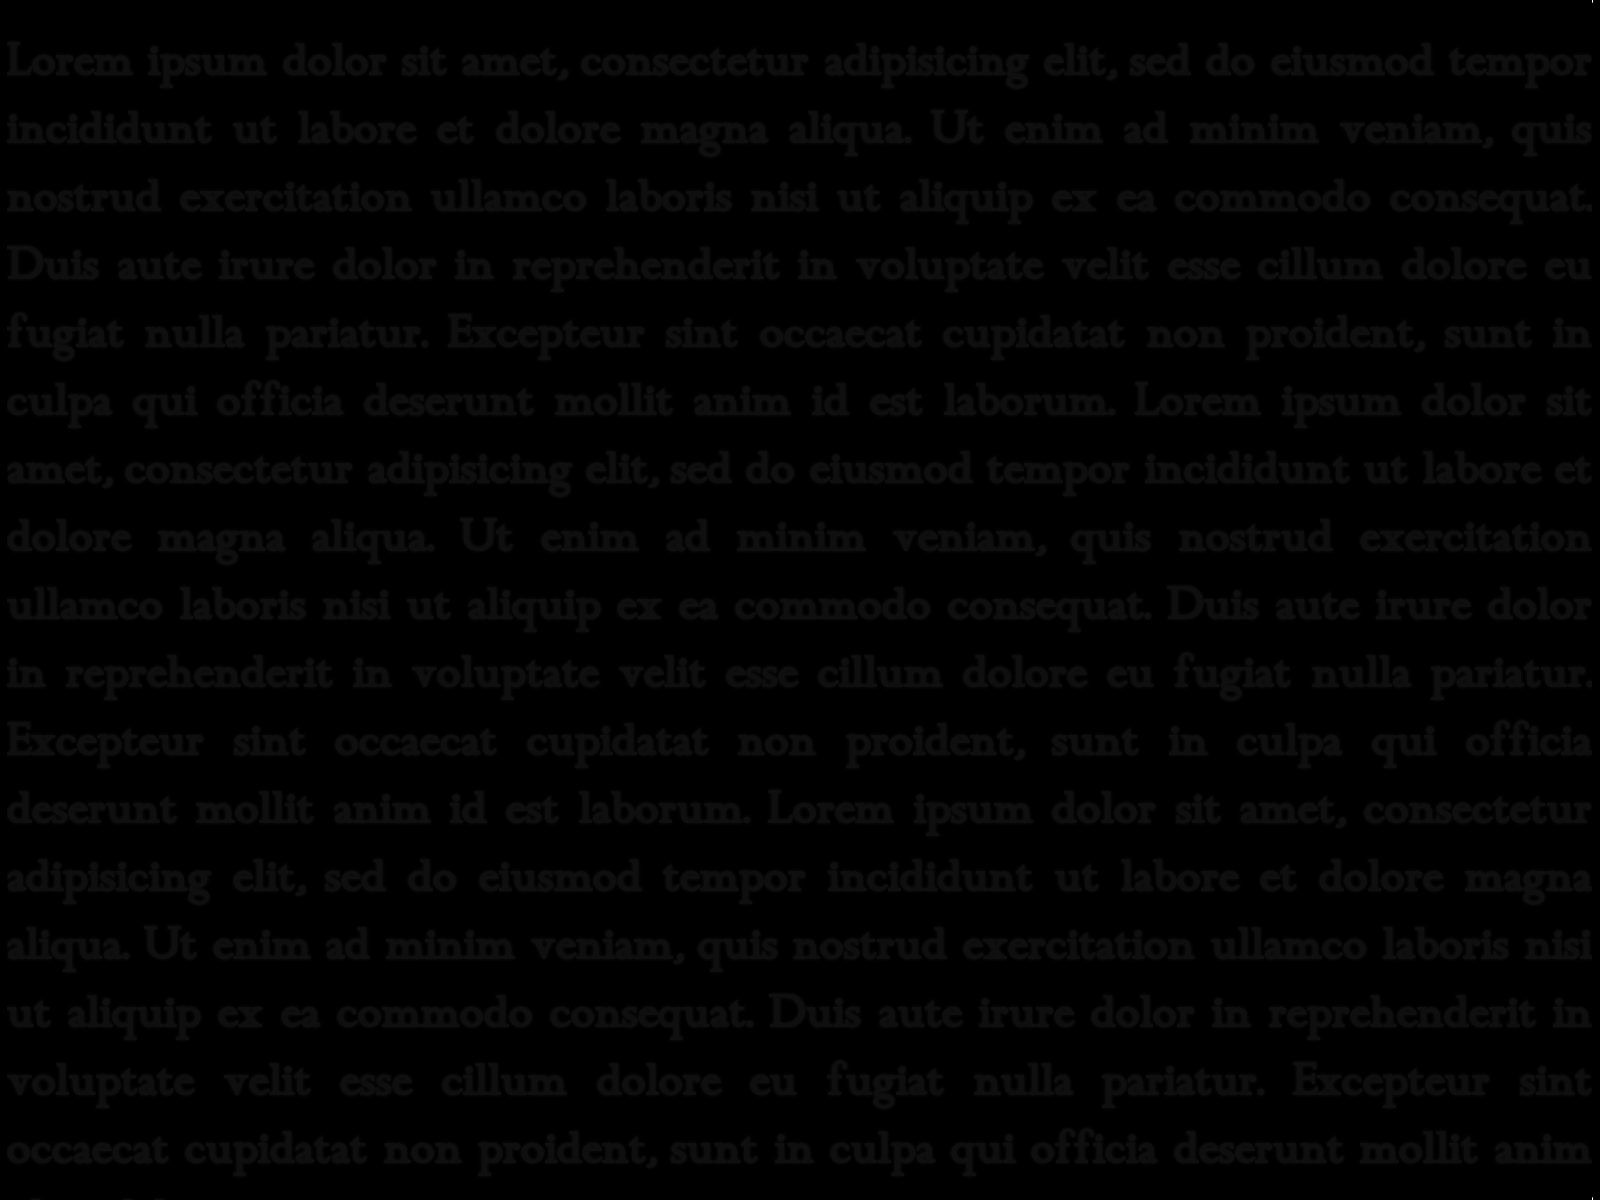 Lorem ipsum dolor sit amet, consectetur adipisicing elit, sed do eiusmod tempor
incididunt ut labore et dolore magna aliqua. Ut enim ad minim veniam, quis
nostrud exercitation ullamco laboris nisi ut aliquip ex ea commodo consequat.
Duis aute irure dolor in reprehenderit in voluptate velit esse cillum dolore eu
fugiat nulla pariatur. Excepteur sint occaecat cupidatat non proident, sunt in
culpa qui officia deserunt mollit anim id est laborum. Lorem ipsum dolor sit
amet, consectetur adipisicing elit, sed do eiusmod tempor incididunt ut labore et
dolore magna aliqua. Ut enim ad minim veniam, quis nostrud exercitation
ullamco laboris nisi ut aliquip ex ea commodo consequat. Duis aute irure dolor
in reprehenderit in voluptate velit esse cillum dolore eu fugiat nulla pariatur.
Excepteur sint occaecat cupidatat non proident, sunt in culpa qui officia
deserunt mollit anim id est laborum. Lorem ipsum dolor sit amet, consectetur
adipisicing elit, sed do eiusmod tempor incididunt ut labore et dolore magna
aliqua. Ut enim ad minim veniam, quis nostrud exercitation ullamco laboris nisi
ut aliquip ex ea commodo consequat. Duis aute irure dolor in reprehenderit in
voluptate velit esse cillum dolore eu fugiat nulla pariatur. Excepteur sint
occaecat cupidatat non proident, sunt in culpa qui officia deserunt mollit anim